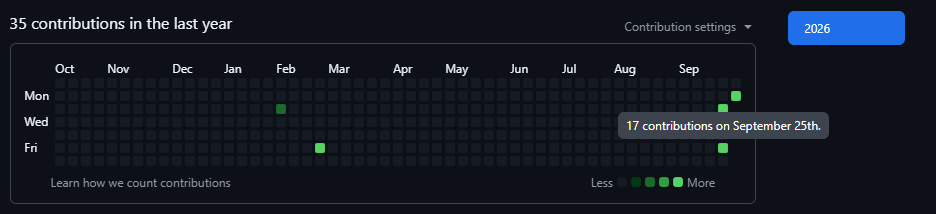 35 contributions in the last year
Contribution settings
2026
Oct Nov Dec Jan Feb Mar Apr May Jun Jul Aug Sep
Mon
Wed
17 contributions on September 25th.
Fri
Learn how we count contributions
Less More